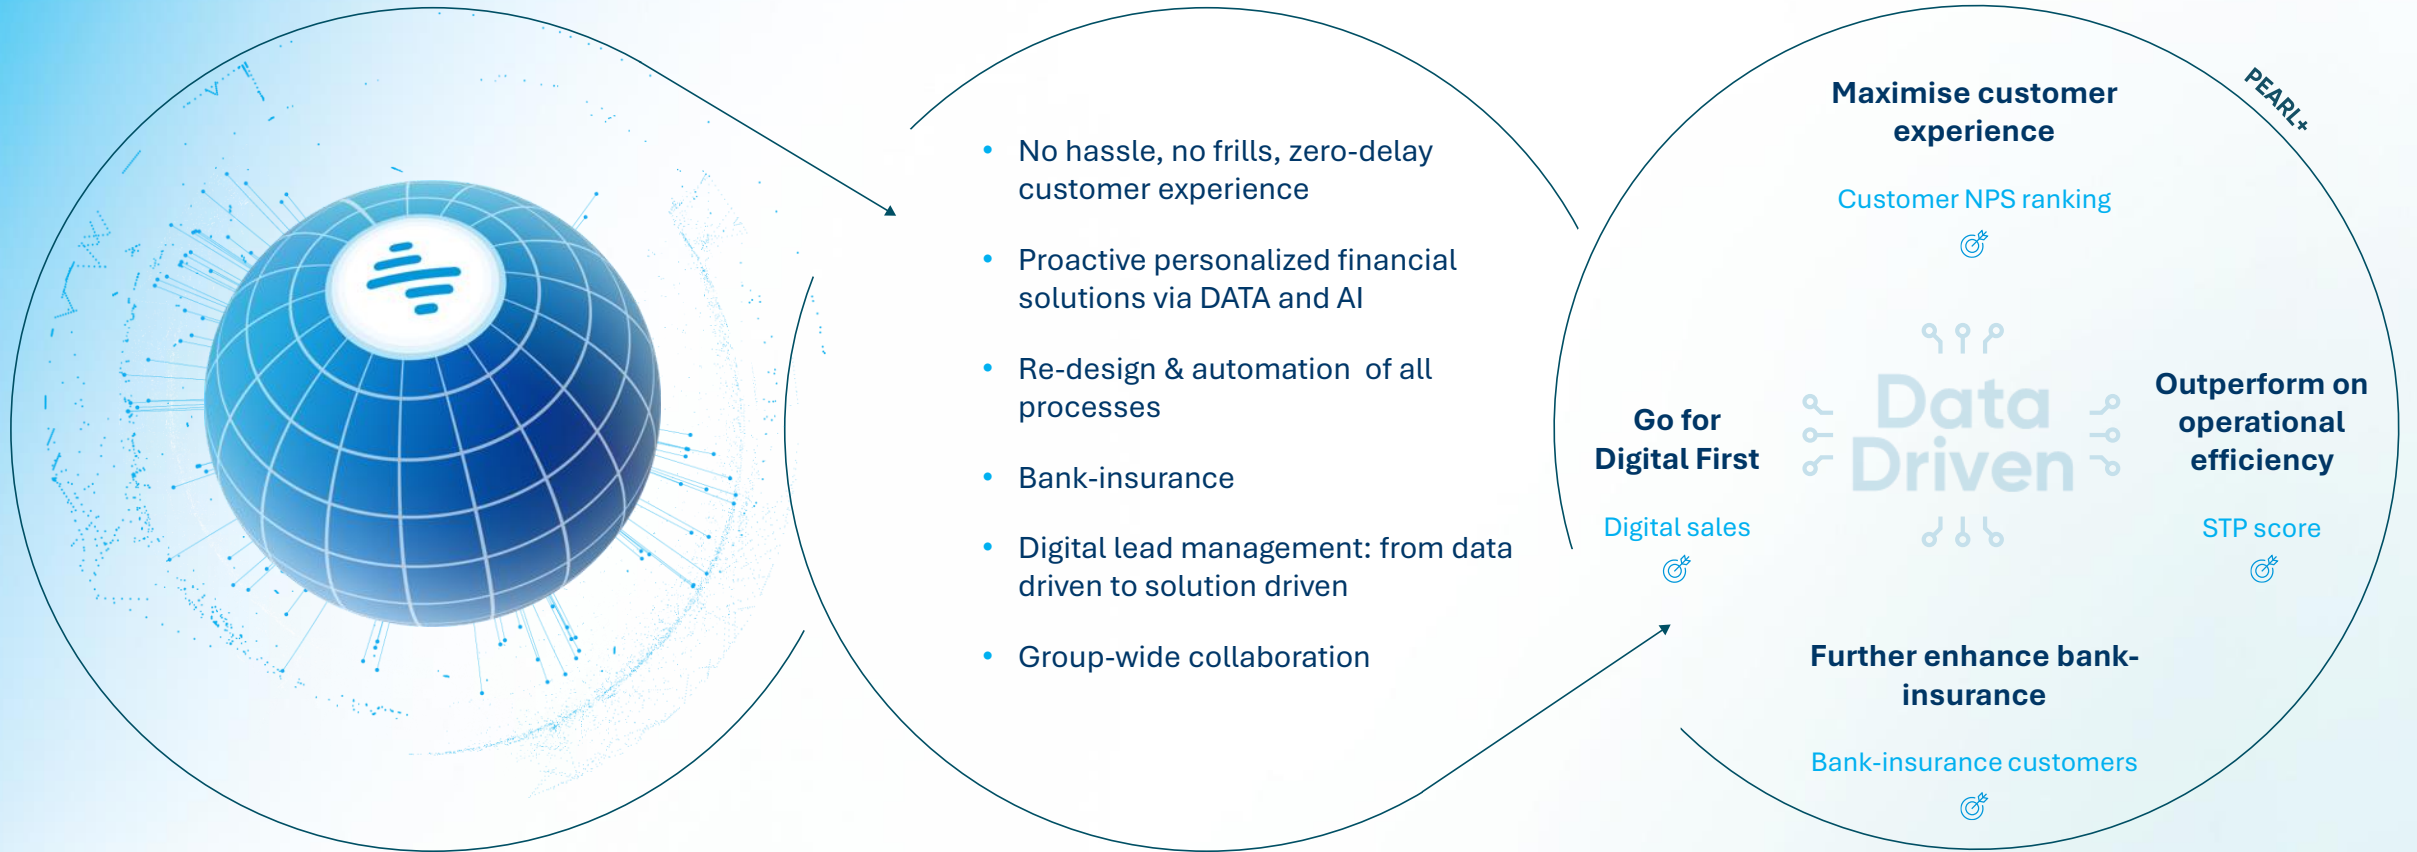 No hassle, no frills, zero-delay
customer experience
Proactive personalized financial
solutions via DATA and AI
Re-design & automation of all
processes
Bank-insurance
Digital lead management: from data
driven to solution driven
Group-wide collaboration
PEARL+
Maximise customer
experience
Customer NPS ranking
Go for
Digital First
Digital sales
Data
Driven
Outperform on
operational
efficiency
STP score
Further enhance bank-
insurance
Bank-insurance customers